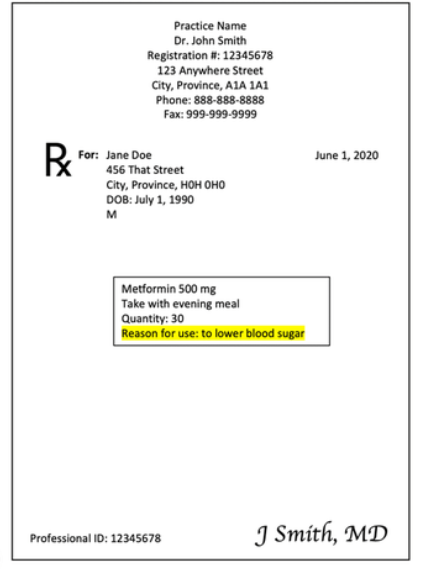 Practice Name
Dr. John Smith
Registration #: 12345678
123 Anywhere Street
City, Province, A1A 1A1
Phone: 888-888-8888
Fax: 999-999-9999
Rx For: Jane Doe June 1, 2020
456 That Street
City, Province, H0H 0H0
DOB: July 1, 1990
M
Metformin 500 mg
Take with evening meal
Quantity: 30
Reason for use: to lower blood sugar
Professional ID: 12345678 J Smith, MD